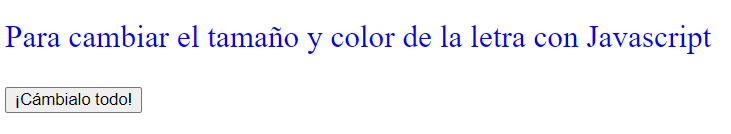 Para cambiar el tamaño y color de la letra con Javascript
¡Cámbialo todo!